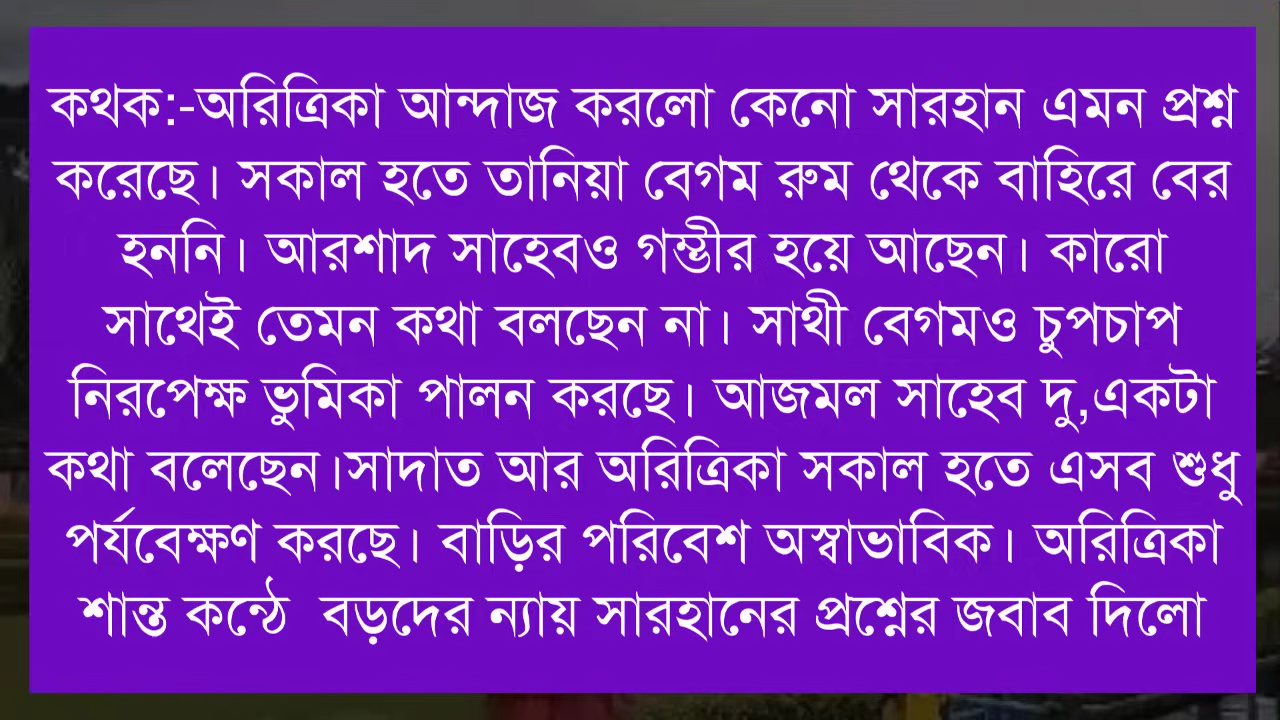 কথক:-অরিত্রিকা আন্দাজ করলো কেনো সারহান এমন প্রশ্ন
করেছে। সকাল হতে তানিয়া বেগম রুম থেকে বাহিরে বের
হননি। আরশাদ সাহেবও গম্ভীর হয়ে আছেন। কারো
সাথেই তেমন কথা বলছেন না। সাথী বেগমও চুপচাপ
নিরপেক্ষ ভুমিকা পালন করছে। আজমল সাহেব দু,একটা
কথা বলেছেন।সাদাত আর অরিত্রিকা সকাল হতে এসব শুধু
পর্যবেক্ষণ করছে। বাড়ির পরিবেশ অস্বাভাবিক। অরিত্রিকা
শান্ত কন্ঠে  বড়দের ন্যায় সারহানের প্রশ্নের জবাব দিলো